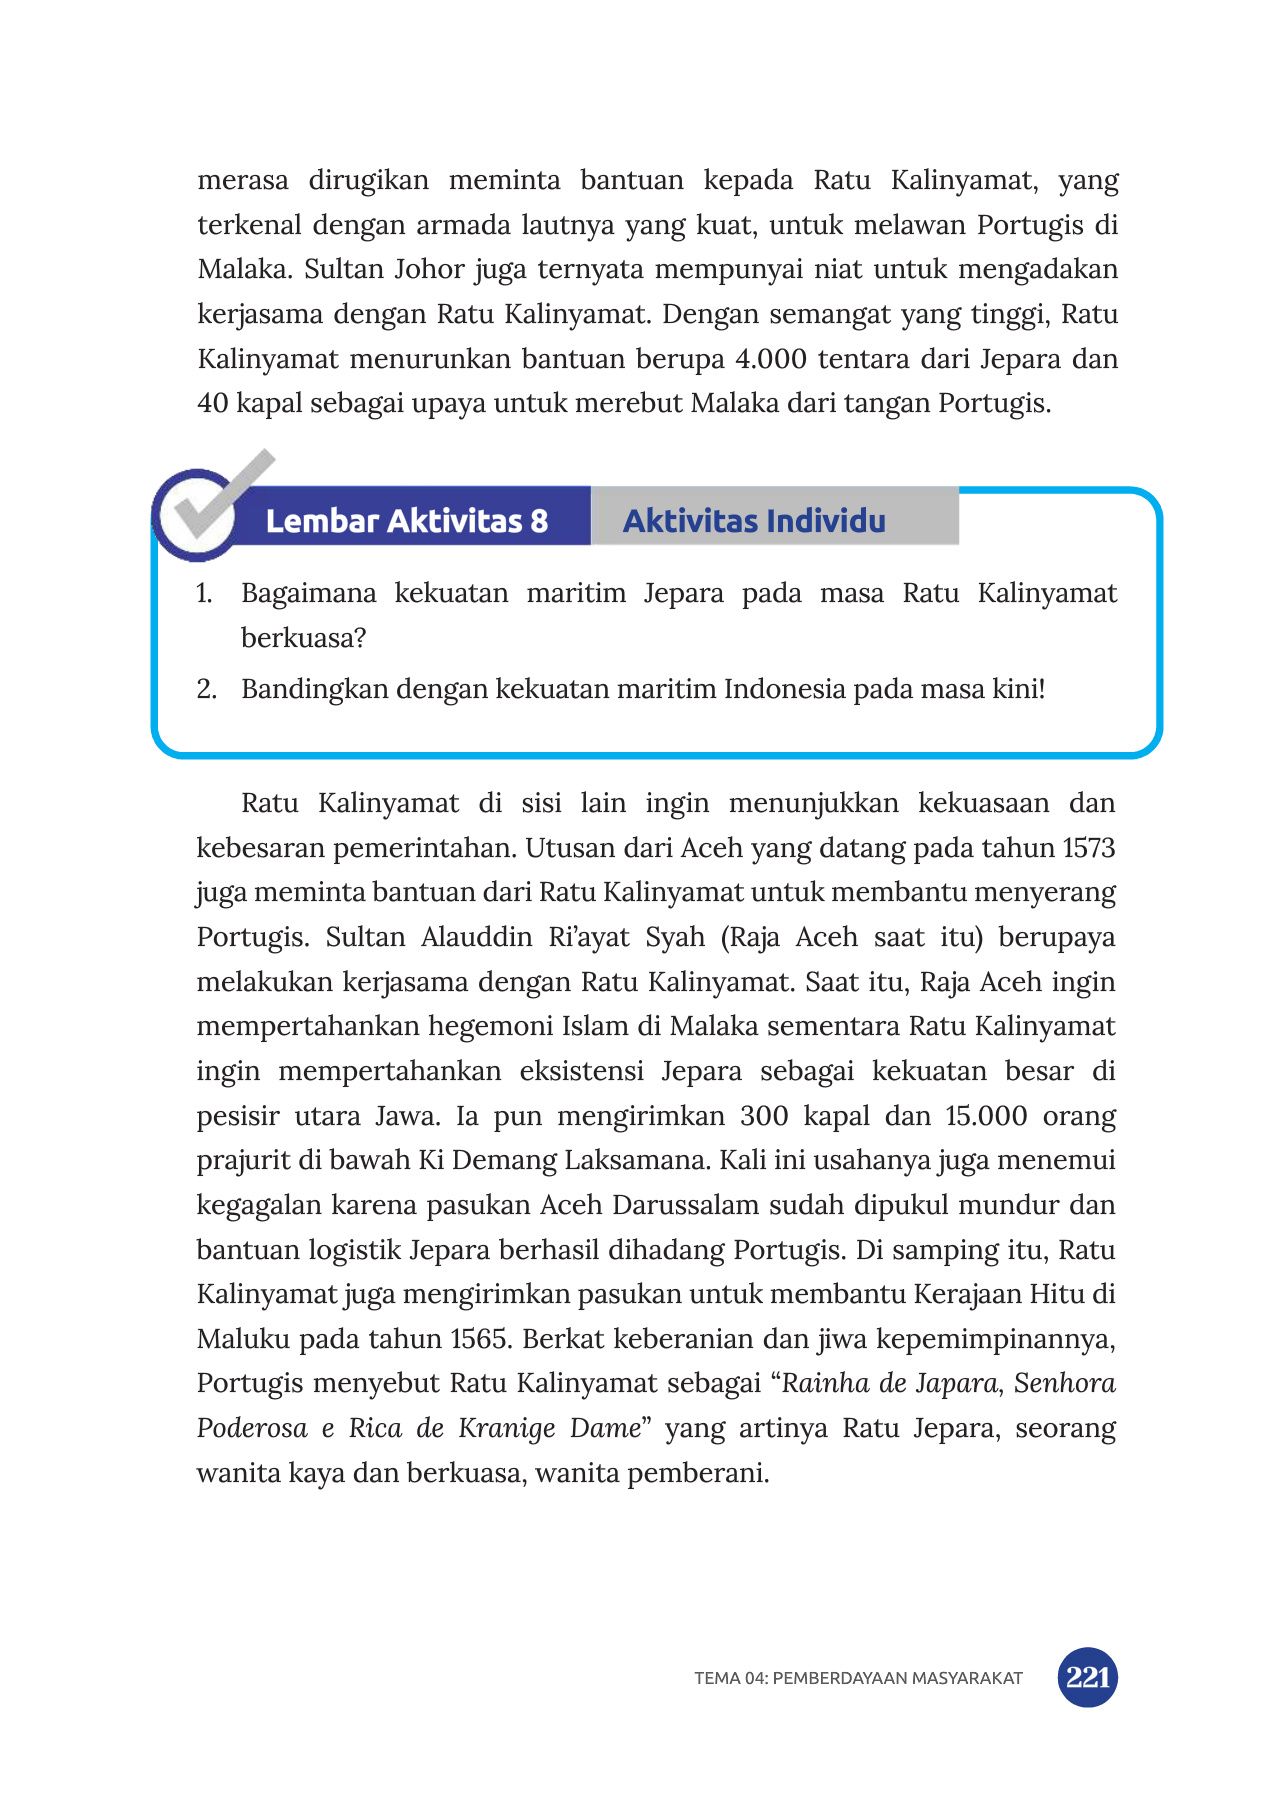 merasa dirugikan meminta bantuan kepada Ratu Kalinyamat, yang
terkenal dengan armada lautnya yang kuat, untuk melawan Portugis di
Malaka. Sultan Johor juga ternyata mempunyai niat untuk mengadakan
kerjasama dengan Ratu Kalinyamat. Dengan semangat yang tinggi, Ratu
Kalinyamat menurunkan bantuan berupa 4.000 tentara dari Jepara dan
40 kapal sebagai upaya untuk merebut Malaka dari tangan Portugis.
Lembar Aktivitas 8 Aktivitas Individu
1. Bagaimana kekuatan maritim Jepara pada masa Ratu Kalinyamat
berkuasa?
2. Bandingkan dengan kekuatan maritim Indonesia pada masa kini!
Ratu Kalinyamat di sisi lain ingin menunjukkan kekuasaan dan
kebesaran pemerintahan. Utusan dari Aceh yang datang pada tahun 1573
juga meminta bantuan dari Ratu Kalinyamat untuk membantu menyerang
Portugis. Sultan Alauddin Ri’ayat Syah (Raja Aceh saat itu) berupaya
melakukan kerjasama dengan Ratu Kalinyamat. Saat itu, Raja Aceh ingin
mempertahankan hegemoni Islam di Malaka sementara Ratu Kalinyamat
ingin mempertahankan eksistensi Jepara sebagai kekuatan besar di
pesisir utara Jawa. Ia pun mengirimkan 300 kapal dan 15.000 orang
prajurit di bawah Ki Demang Laksamana. Kali ini usahanya juga menemui
kegagalan karena pasukan Aceh Darussalam sudah dipukul mundur dan
bantuan logistik Jepara berhasil dihadang Portugis. Di samping itu, Ratu
Kalinyamat juga mengirimkan pasukan untuk membantu Kerajaan Hitu di
Maluku pada tahun 1565. Berkat keberanian dan jiwa kepemimpinannya,
Portugis menyebut Ratu Kalinyamat sebagai “Rainha de Japara, Senhora
Poderosa e Rica de Kranige Dame” yang artinya Ratu Jepara, seorang
wanita kaya dan berkuasa, wanita pemberani.
TEMA 04: PEMBERDAYAAN MASYARAKAT 221